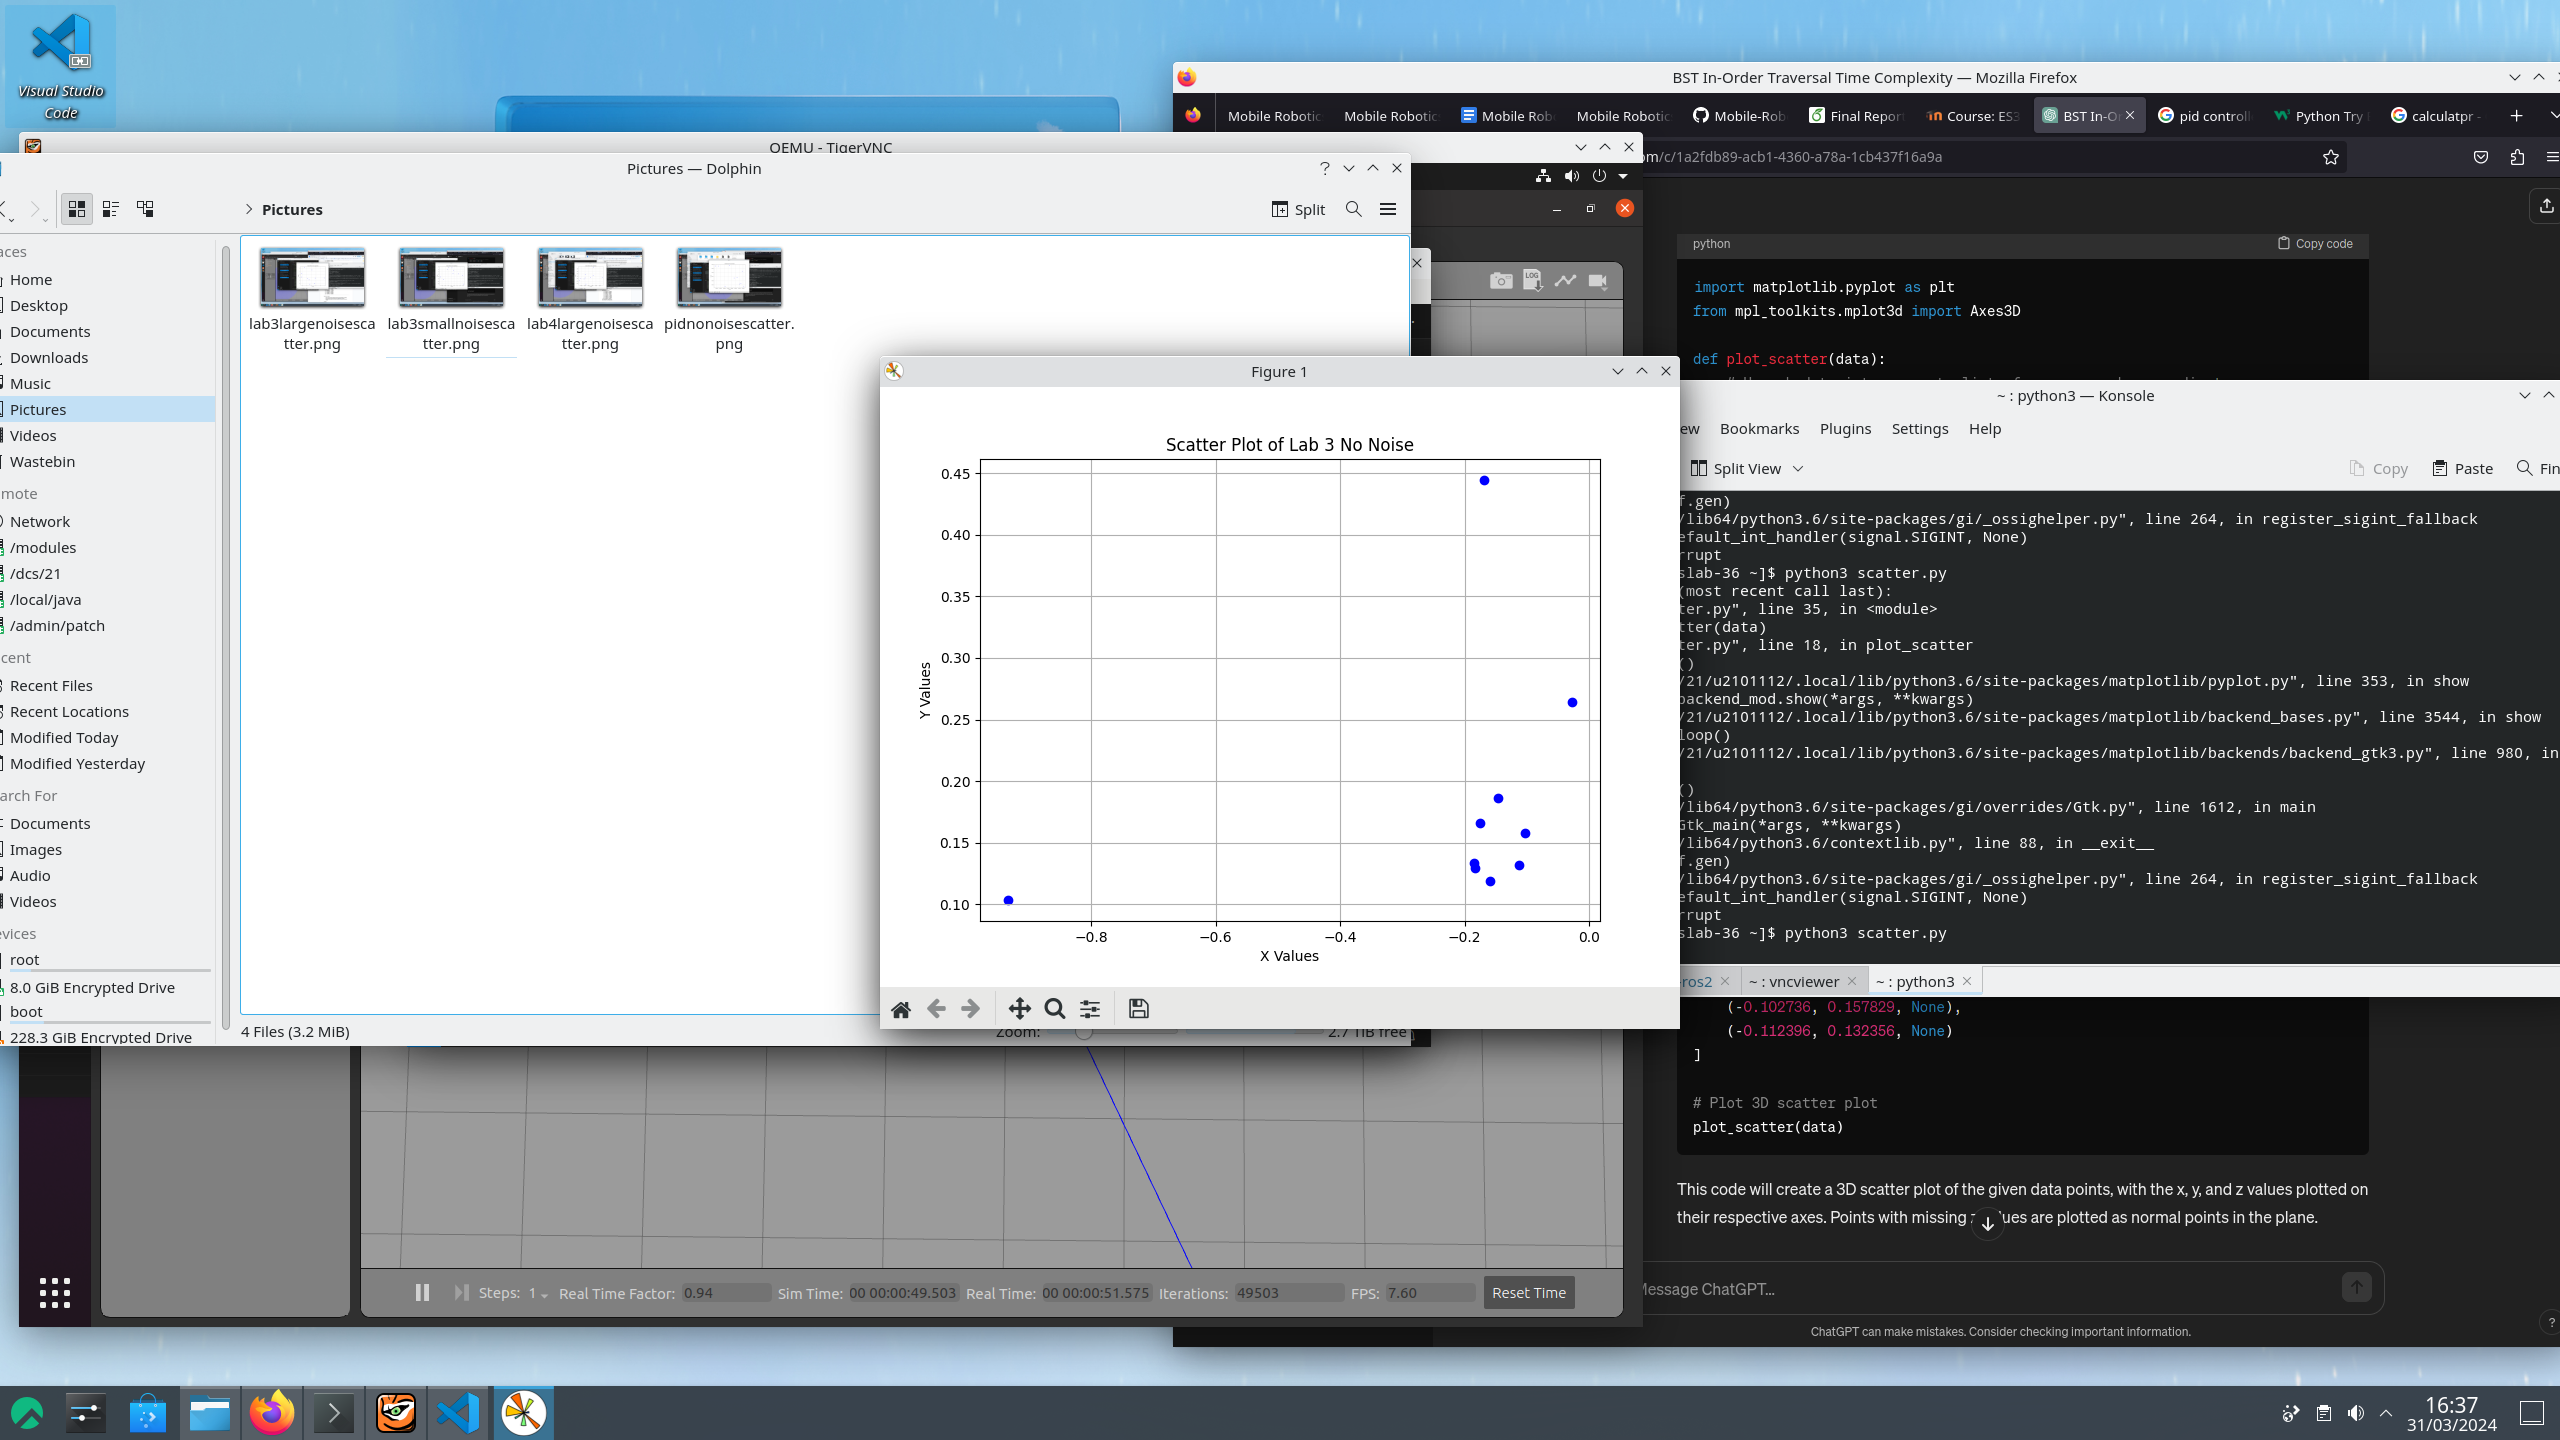 Visual Studio
Code
BST In-Order Traversal Time Complexity — Mozilla Firefox
Mobile Robotic
Mobile Robotic
Mobile Rob
Mobile Robotic
Mobile-Rob
Final Report
Course: ES3
BST In-O
pid controll
Python Try
calculatpr -
om/c/1a2fdb89-acb1-4360-a78a-1cb437f16a9a
QEMU - TigerVNC
Pictures — Dolphin
Pictures
Split
aces
Home
Desktop
Documents
Downloads
Music
Pictures
Videos
Wastebin
mote
Network
/modules
/dcs/21
/local/java
/admin/patch
cent
Recent Files
Recent Locations
Modified Today
Modified Yesterday
arch For
Documents
Images
Audio
Videos
evices
root
8.0 GiB Encrypted Drive
boot
228.3 GiB Encrypted Drive
lab3largenoisesca
tter.png
lab3smallnoisesca
tter.png
lab4largenoisesca
tter.png
pidnonoisescatter.
png
4 Files (3.2 MiB)
Zoom:
2.7 TiB free
LOG
Figure 1
Scatter Plot of Lab 3 No Noise
0.45
0.40
0.35
0.30
0.25
0.20
0.15
0.10
Y Values
−0.8
−0.6
−0.4
−0.2
0.0
X Values
python
Copy code
import matplotlib.pyplot as plt
from mpl_toolkits.mplot3d import Axes3D
def plot_scatter(data):
~ : python3 — Konsole
ew
Bookmarks
Plugins
Settings
Help
Split View
Copy
Paste
Fin
f.gen)
/lib64/python3.6/site-packages/gi/_ossighelper.py", line 264, in register_sigint_fallback
efault_int_handler(signal.SIGINT, None)
rrupt
slab-36 ~]$ python3 scatter.py
(most recent call last):
ter.py", line 35, in <module>
tter(data)
ter.py", line 18, in plot_scatter
()
/21/u2101112/.local/lib/python3.6/site-packages/matplotlib/pyplot.py", line 353, in show
backend_mod.show(*args, **kwargs)
/21/u2101112/.local/lib/python3.6/site-packages/matplotlib/backend_bases.py", line 3544, in show
loop()
/21/u2101112/.local/lib/python3.6/site-packages/matplotlib/backends/backend_gtk3.py", line 980, in
()
/lib64/python3.6/site-packages/gi/overrides/Gtk.py", line 1612, in main
Gtk_main(*args, **kwargs)
/lib64/python3.6/contextlib.py", line 88, in __exit__
f.gen)
/lib64/python3.6/site-packages/gi/_ossighelper.py", line 264, in register_sigint_fallback
efault_int_handler(signal.SIGINT, None)
rrupt
slab-36 ~]$ python3 scatter.py
ros2
~ : vncviewer
~ : python3
(-0.102736, 0.157829, None),
(-0.112396, 0.132356, None)
]
# Plot 3D scatter plot
plot_scatter(data)
This code will create a 3D scatter plot of the given data points, with the x, y, and z values plotted on
their respective axes. Points with missing z values are plotted as normal points in the plane.
Message ChatGPT...
ChatGPT can make mistakes. Consider checking important information.
?
Steps: 1
Real Time Factor: 0.94
Sim Time: 00 00:00:49.503
Real Time: 00 00:00:51.575
Iterations: 49503
FPS: 7.60
Reset Time
16:37
31/03/2024